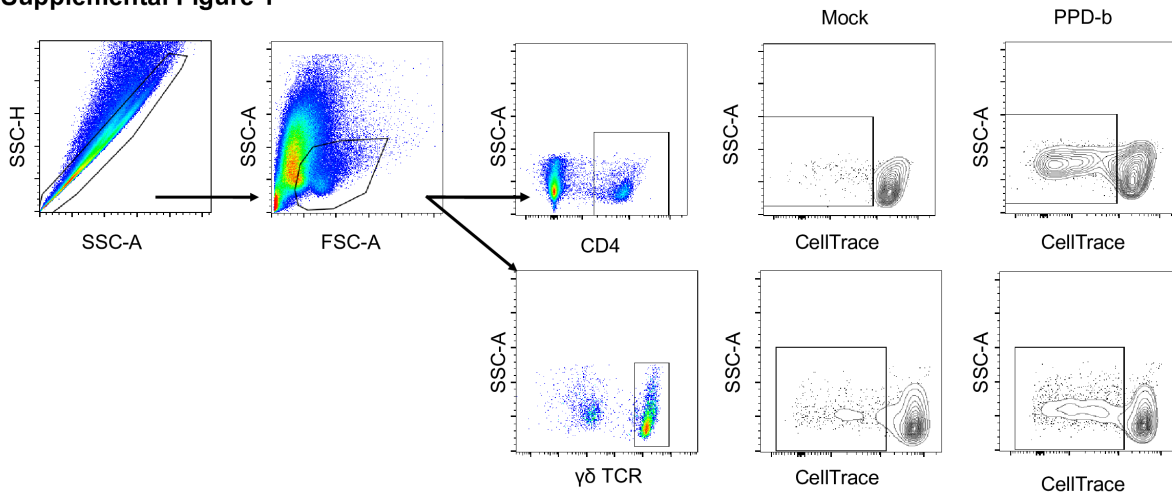 Supplemental Figure 1
Mock
PPD-b
SSC-H
SSC-A
SSC-A
SSC-A
SSC-A
SSC-A
FSC-A
CD4
CellTrace
CellTrace
SSC-A
SSC-A
SSC-A
γδ TCR
CellTrace
CellTrace